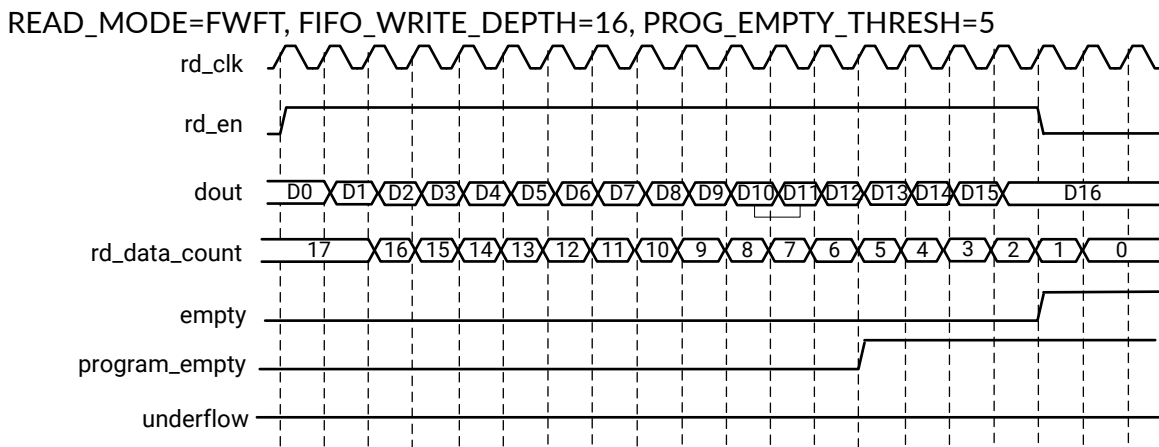 READ_MODE=FWFT, FIFO_WRITE_DEPTH=16, PROG_EMPTY_THRESH=5
rd_clk
rd_en
dout D0 D1 D2 D3 D4 D5 D6 D7 D8 D9 D10 D11 D12 D13 D14 D15 D16
rd_data_count 17 16 15 14 13 12 11 10 9 8 7 6 5 4 3 2 1 0
empty
program_empty
underflow